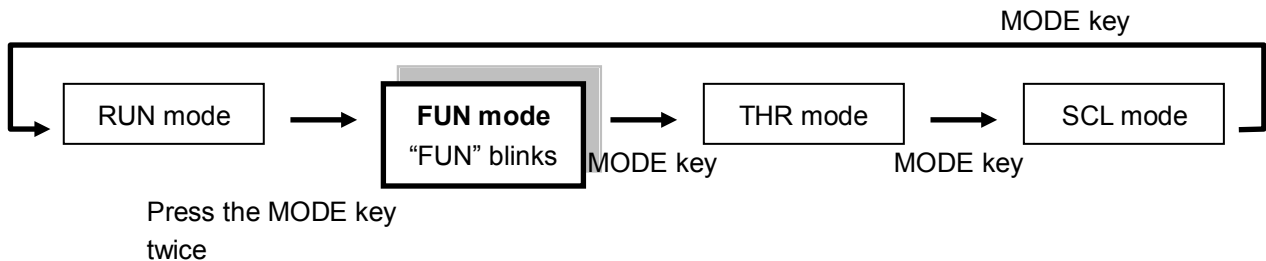 MODE key
RUN mode
FUN mode
“FUN” blinks
THR mode
SCL mode
MODE key
MODE key
Press the MODE key
twice